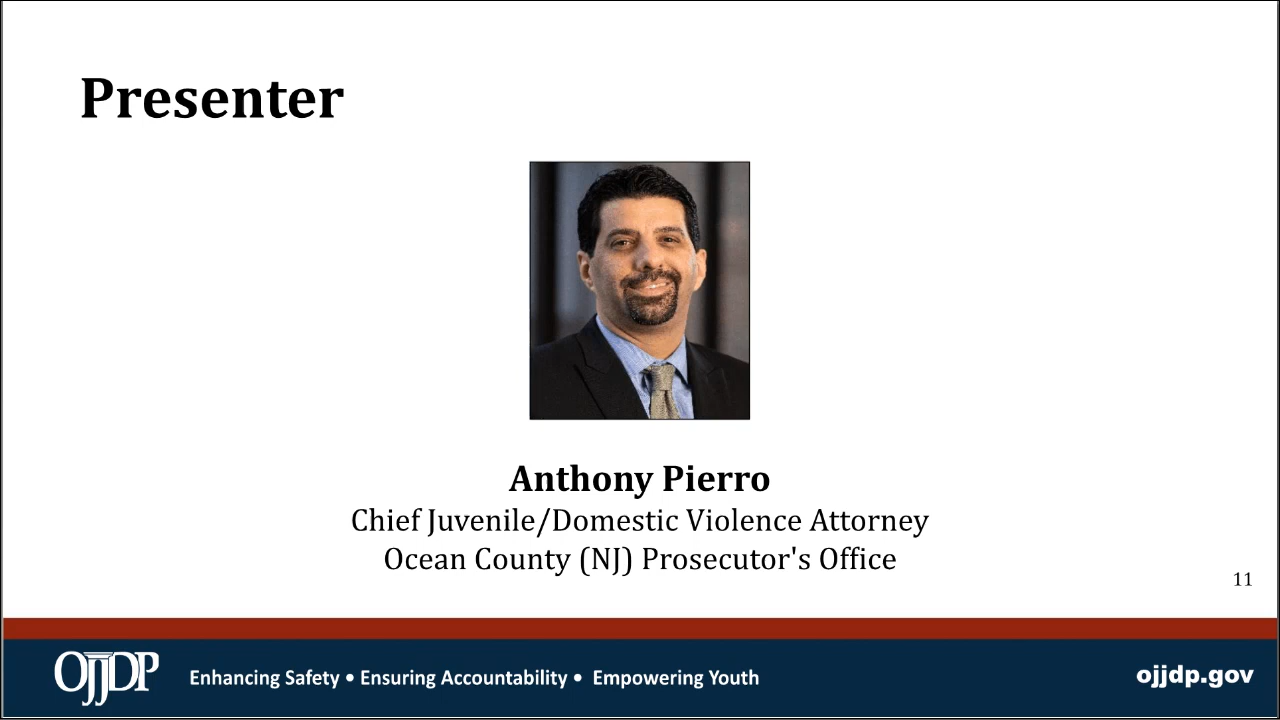 Presenter
Anthony Pierro
Chief Juvenile/Domestic Violence Attorney
Ocean County (NJ) Prosecutor's Office
11
OJJDP
Enhancing Safety • Ensuring Accountability • Empowering Youth
ojjdp.gov